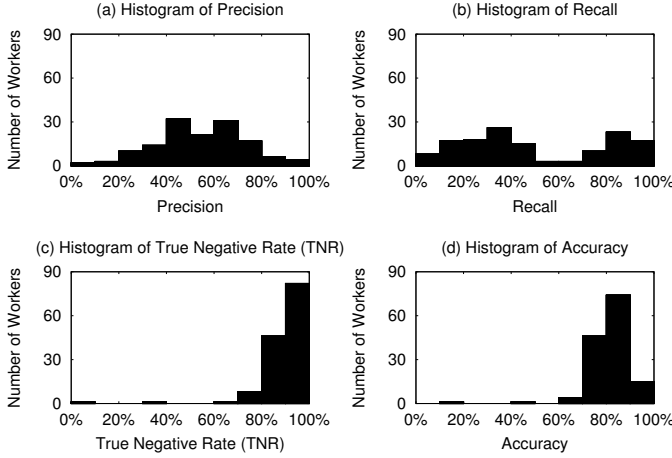 (a) Histogram of Precision
90
60
30
0
Number of Workers
0% 20% 40% 60% 80% 100%
Precision
(b) Histogram of Recall
90
60
30
0
Number of Workers
0% 20% 40% 60% 80% 100%
Recall
(c) Histogram of True Negative Rate (TNR)
90
60
30
0
Number of Workers
0% 20% 40% 60% 80% 100%
True Negative Rate (TNR)
(d) Histogram of Accuracy
90
60
30
0
Number of Workers
0% 20% 40% 60% 80% 100%
Accuracy